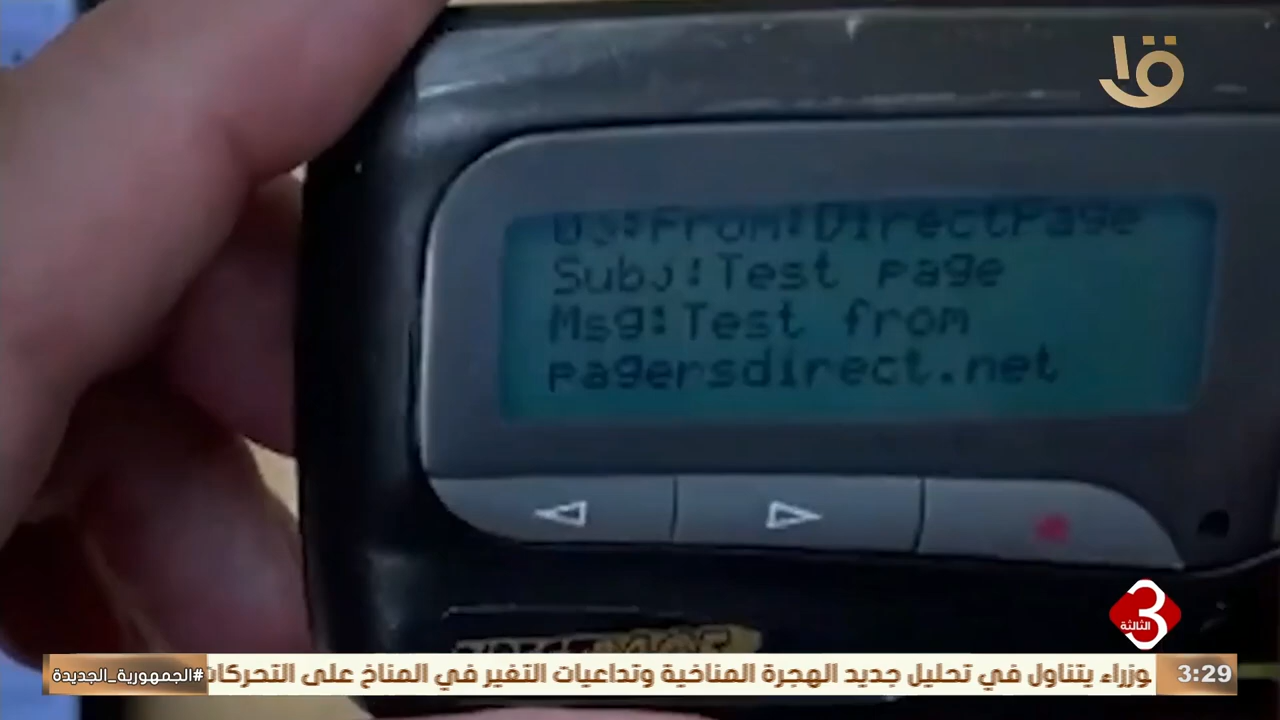 03:From:DirectPage
Subj:Test page
Msg:Test from
pagersdirect.net
3
الثالثة
3:29
وزراء يتناول في تحليل جديد الهجرة المناخية وتداعيات التغير في المناخ على التحركات
#الجمهورية_الجديدة